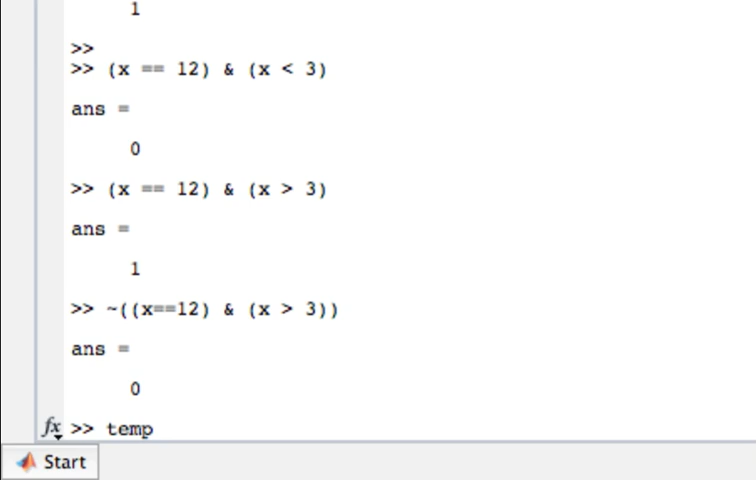 1
>>
>> (x == 12) & (x < 3)
ans =
0
>> (x == 12) & (x > 3)
ans =
1
>> ~((x==12) & (x > 3))
ans =
0
fx >> temp
Start